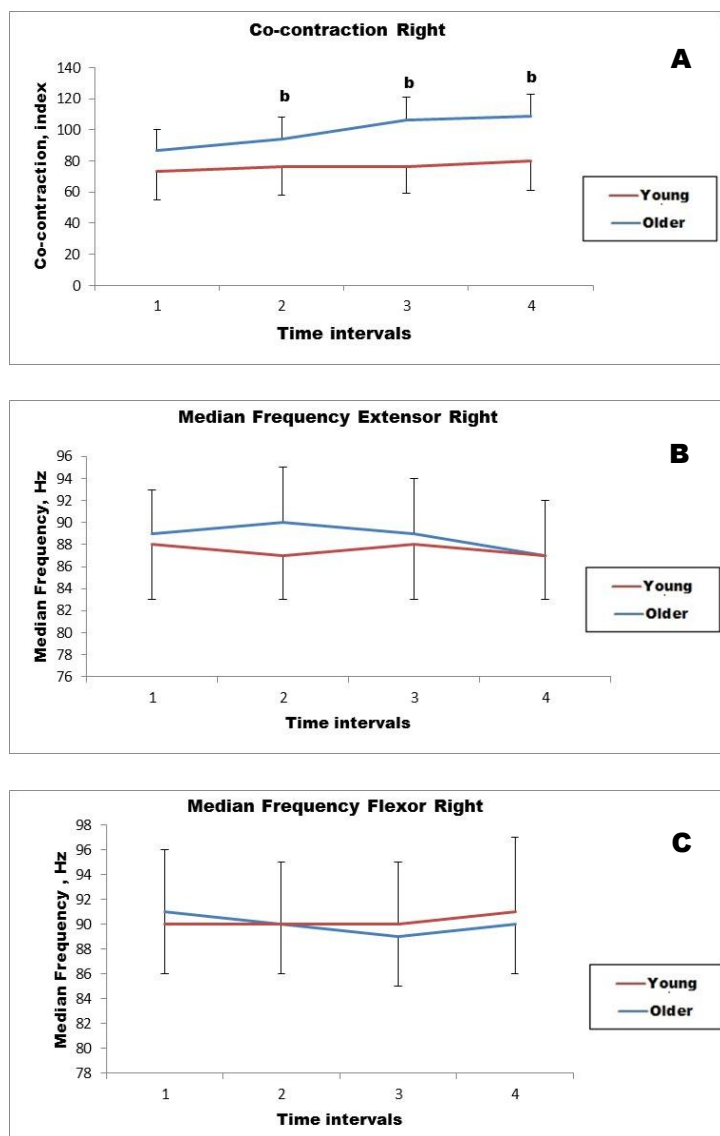 Co-contraction Right
A
Co-contraction, index
140
120
100
80
60
40
20
0
b
b
b
1 2 3 4
Time intervals
Young
Older
Median Frequency Extensor Right
B
Median Frequency, Hz
96
94
92
90
88
86
84
82
80
78
76
1 2 3 4
Time intervals
Young
Older
Median Frequency Flexor Right
C
Median Frequency , Hz
98
96
94
92
90
88
86
84
82
80
78
1 2 3 4
Time intervals
Young
Older